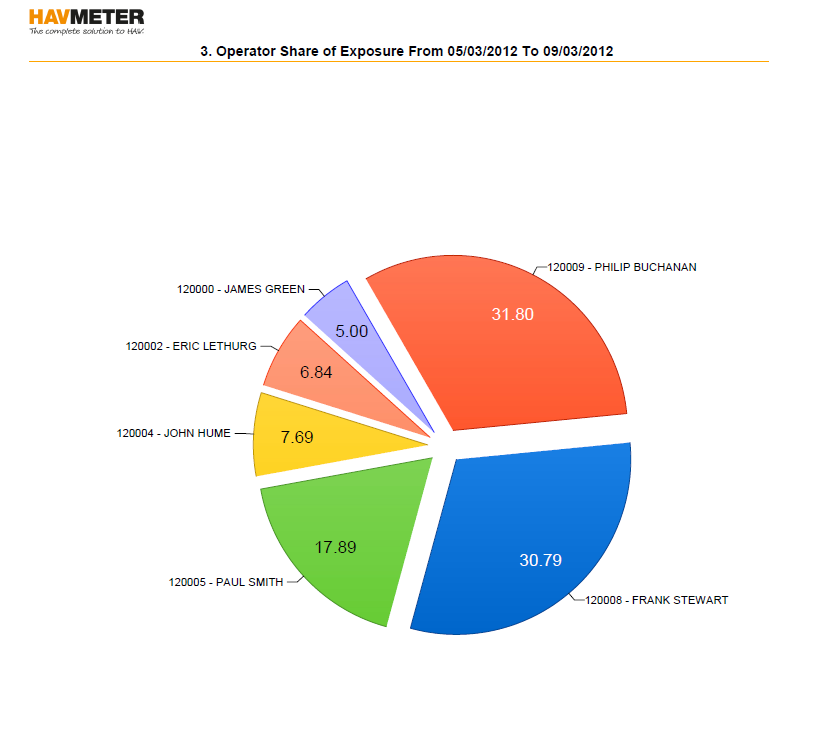 HAVMETER
The complete solution to HAV.
3. Operator Share of Exposure From 05/03/2012 To 09/03/2012
120009 - PHILIP BUCHANAN
120000 - JAMES GREEN
31.80
5.00
120002 - ERIC LETHURG
6.84
120004 - JOHN HUME
7.69
17.89
30.79
120005 - PAUL SMITH
120008 - FRANK STEWART